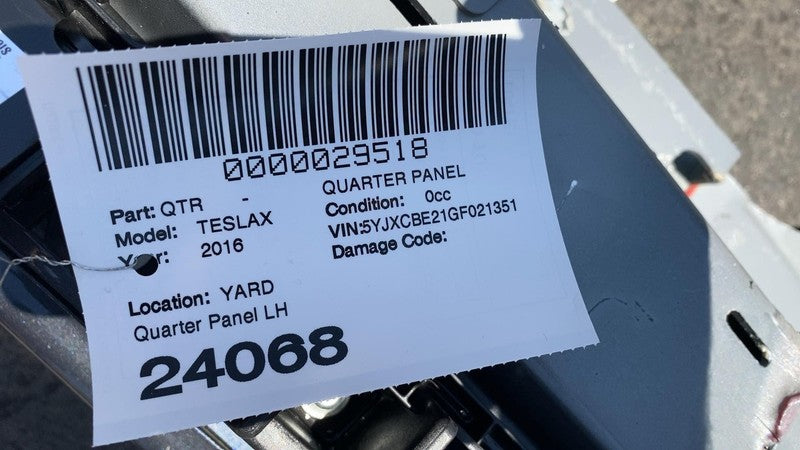 0000029518
Part: QTR - QUARTER PANEL
Model: TESLAX Condition: 0cc
Year: 2016 VIN:5YJXCBE21GF021351
Damage Code:
Location: YARD
Quarter Panel LH
24068